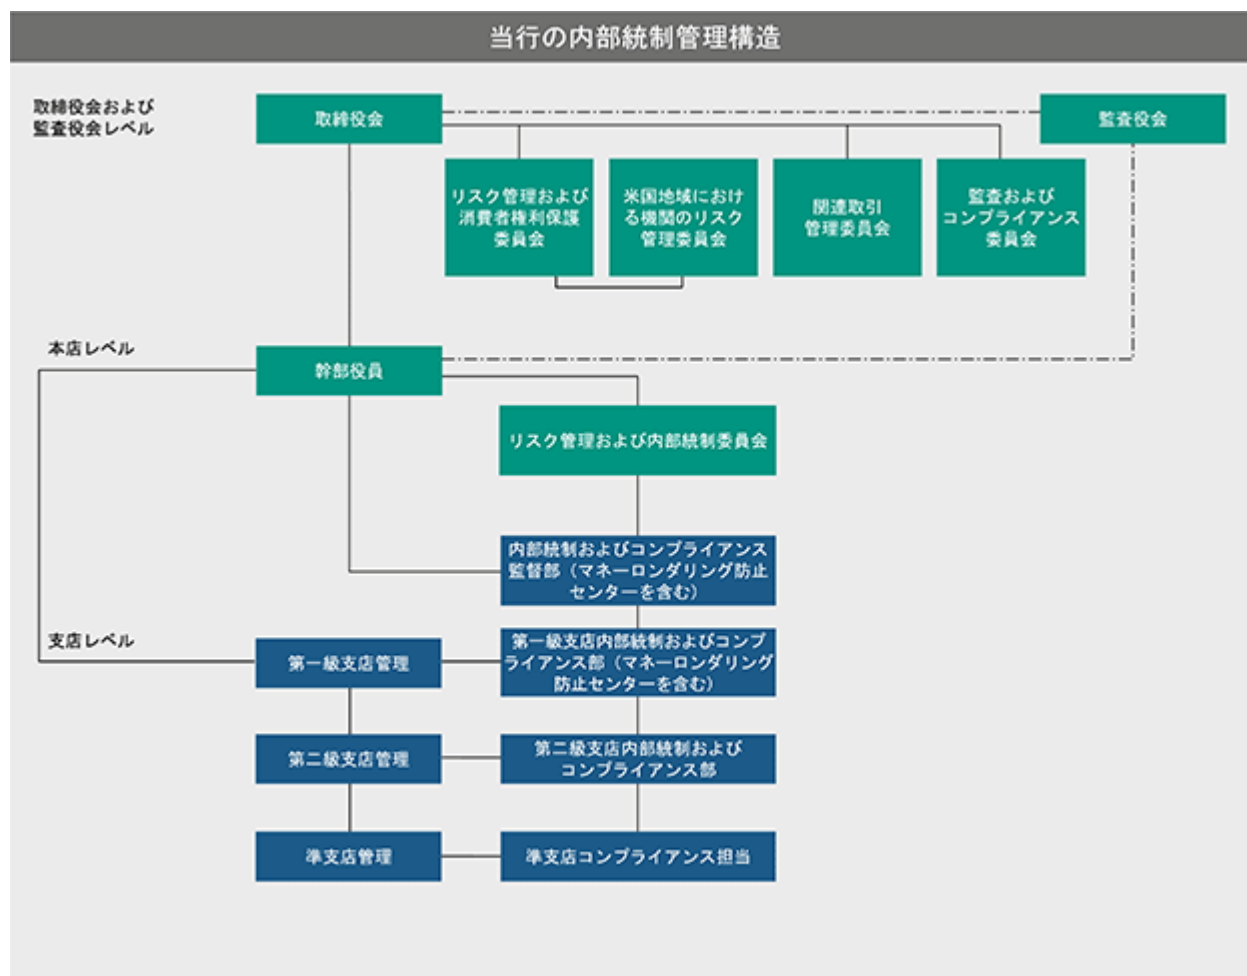 当行の内部統制管理構造
取締役会および
監査役会レベル
取締役会
監査役会
リスク管理および
消費者権利保護
委員会
米国地域におけ
る機関のリスク
管理委員会
関連取引
管理委員会
監査および
コンプライアンス
委員会
本店レベル
幹部役員
リスク管理および内部統制委員会
内部統制およびコンプライアンス
監督部（マネーロンダリング防止
センターを含む）
支店レベル
第一級支店管理
第一級支店内部統制およびコンプ
ライアンス部（マネーロンダリング
防止センターを含む）
第二級支店管理
第二級支店内部統制および
コンプライアンス部
準支店管理
準支店コンプライアンス担当